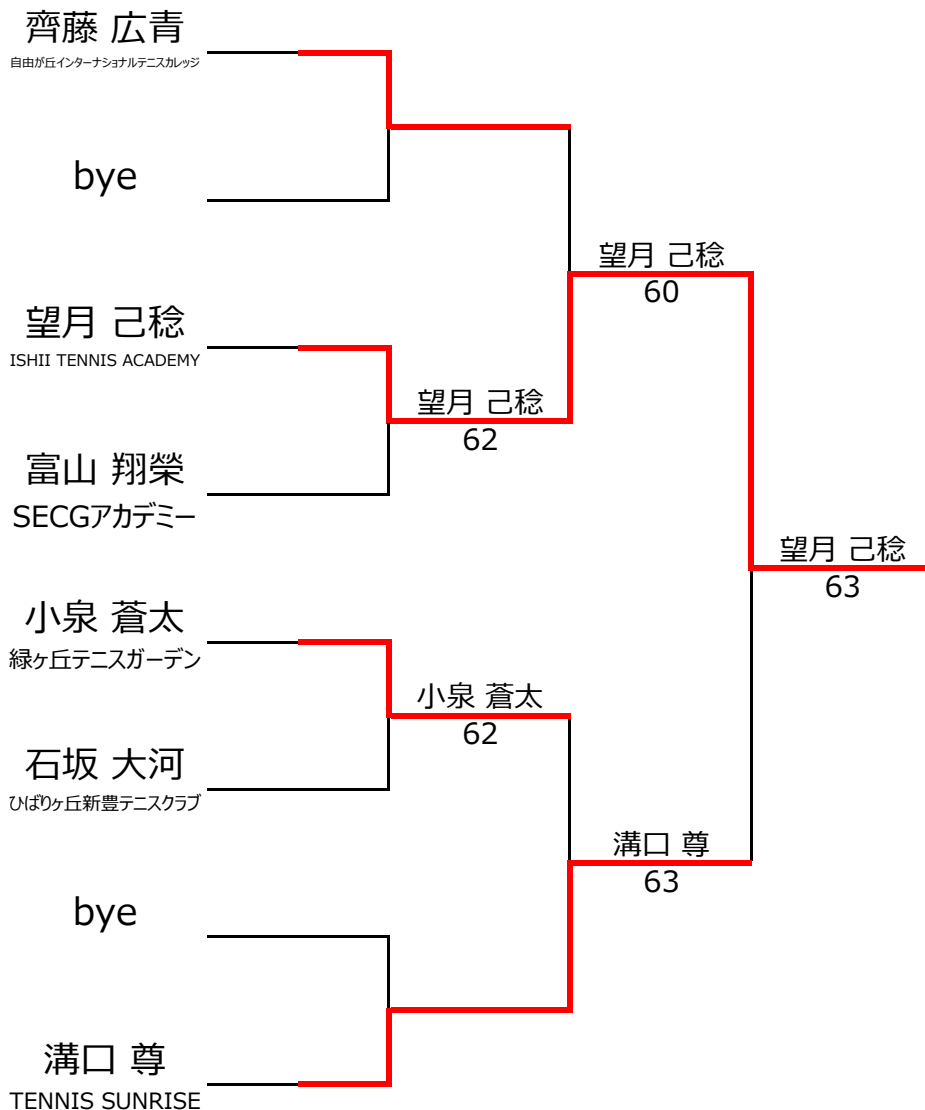 齊藤 広青
自由が丘インターナショナルテニスカレッジ
bye
望月 己稔
60
望月 己稔
ISHII TENNIS ACADEMY
望月 己稔
62
富山 翔榮
SECGアカデミー
望月 己稔
63
小泉 蒼太
緑ヶ丘テニスガーデン
小泉 蒼太
62
石坂 大河
ひばりヶ丘新豊テニスクラブ
溝口 尊
63
bye
溝口 尊
TENNIS SUNRISE